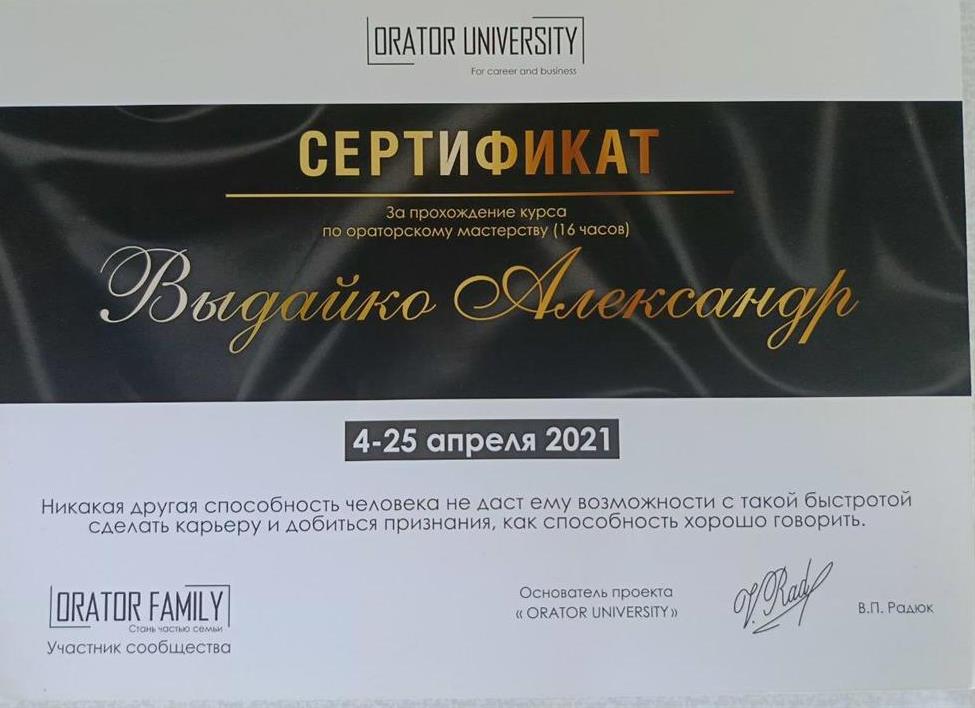 ORATOR UNIVERSITY
For career and business
СЕРТИФИКАТ
За прохождение курса
по ораторскому мастерству (16 часов)
Выдайко Александр
4-25 апреля 2021
Никакая другая способность человека не даст ему возможности с такой быстротой
сделать карьеру и добиться признания, как способность хорошо говорить.
ORATOR FAMILY
Стань частью семьи
Участник сообщества
Основатель проекта
« ORATOR UNIVERSITY»
V. Rad
В.П. Радюк